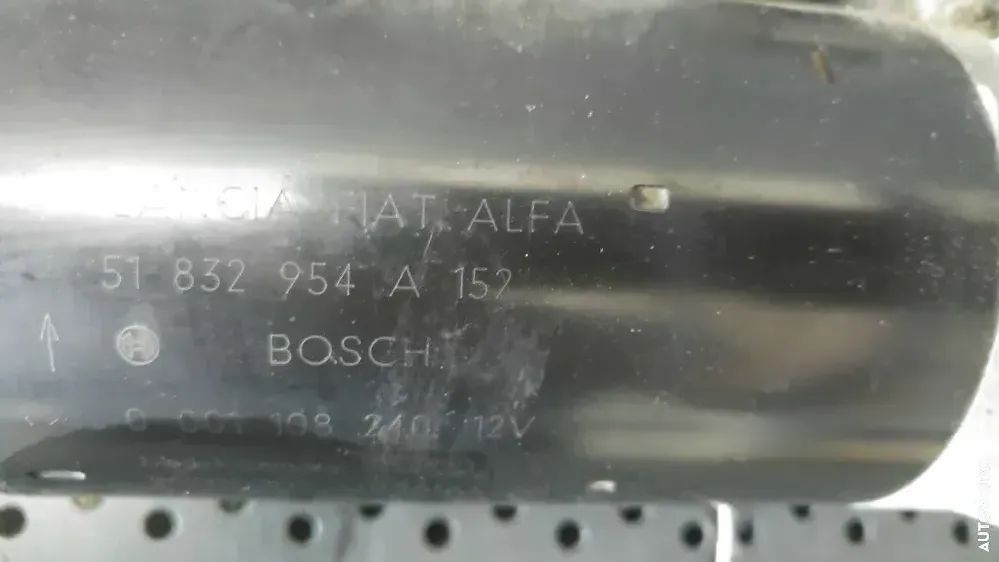 LANCIA FIAT ALFA
51 832 954 A 152
BOSCH
0 001 108 240 12V